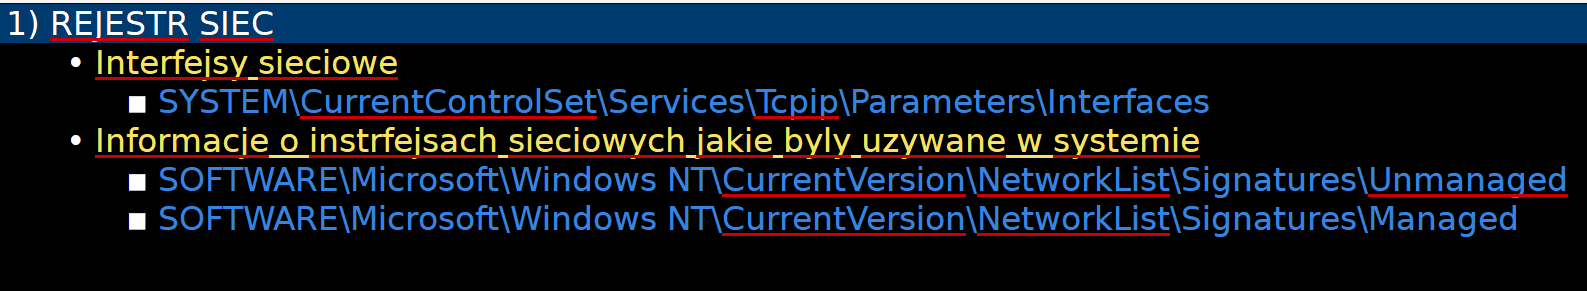 1) REJESTR SIEC
• Interfejsy sieciowe
■ SYSTEM\CurrentControlSet\Services\Tcpip\Parameters\Interfaces
• Informacje o instrfejsach sieciowych jakie byly uzywane w systemie
■ SOFTWARE\Microsoft\Windows NT\CurrentVersion\NetworkList\Signatures\Unmanaged
■ SOFTWARE\Microsoft\Windows NT\CurrentVersion\NetworkList\Signatures\Managed